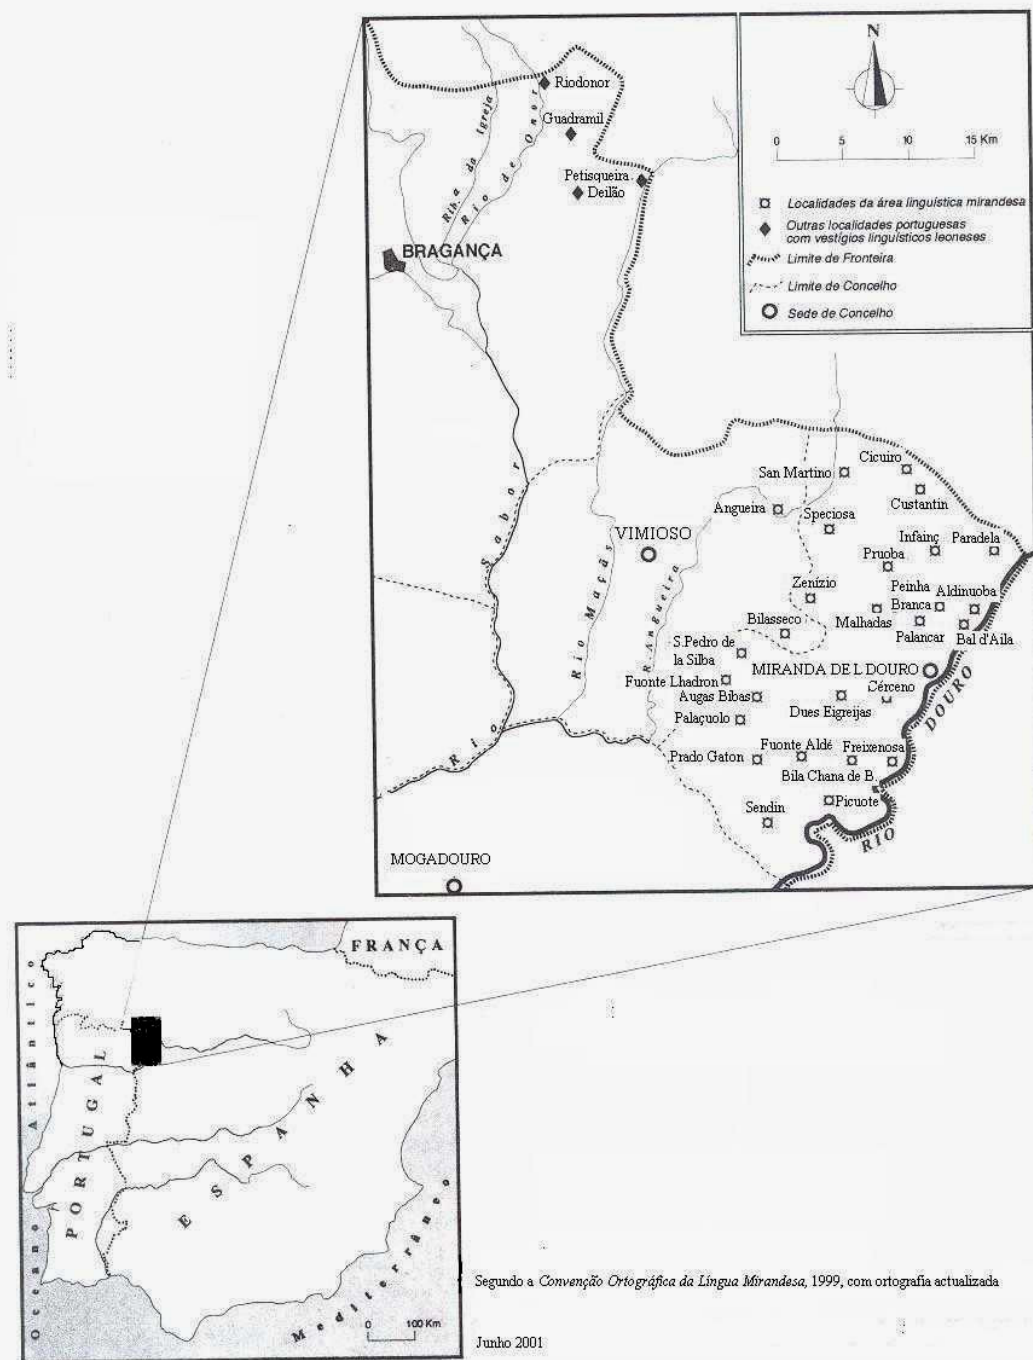 N
0 5 10 15 Km
Localidades da área linguística mirandesa
Outras localidades portuguesas
com vestígios linguísticos leoneses
Limite de Fronteira
Limite de Concelho
Sede de Concelho
Riodonor
Guadramil
Petisqueira
Deilão
Rib.a da Igreja
Rio de Onor
BRAGANÇA
Rio Sabor
Rio Maçãs
R. Angueira
Cicuiro
San Martino
Custantin
Angueira
Speciosa
VIMIOSO
Infainç
Paradela
Pruoba
Zenízio
Peinha
Branca
Aldinuoba
Malhadas
Palancar
Bal d'Aila
Bilasseco
S.Pedro de
la Silba
MIRANDA DE L DOURO
Fuonte Lhadron
Cérceno
Augas Bibas
Dues Eigreijas
Palaçuolo
RIO DOURO
Prado Gaton
Fuonte Aldé
Freixenosa
Bila Chana de B.
Sendin
Picuote
MOGADOURO
FRANÇA
Oceano Atlântico
PORTUGAL
ESPANHA
Mediterrâneo
0 100 Km
Segundo a Convenção Ortográfica da Língua Mirandesa, 1999, com ortografia actualizada
Junho 2001